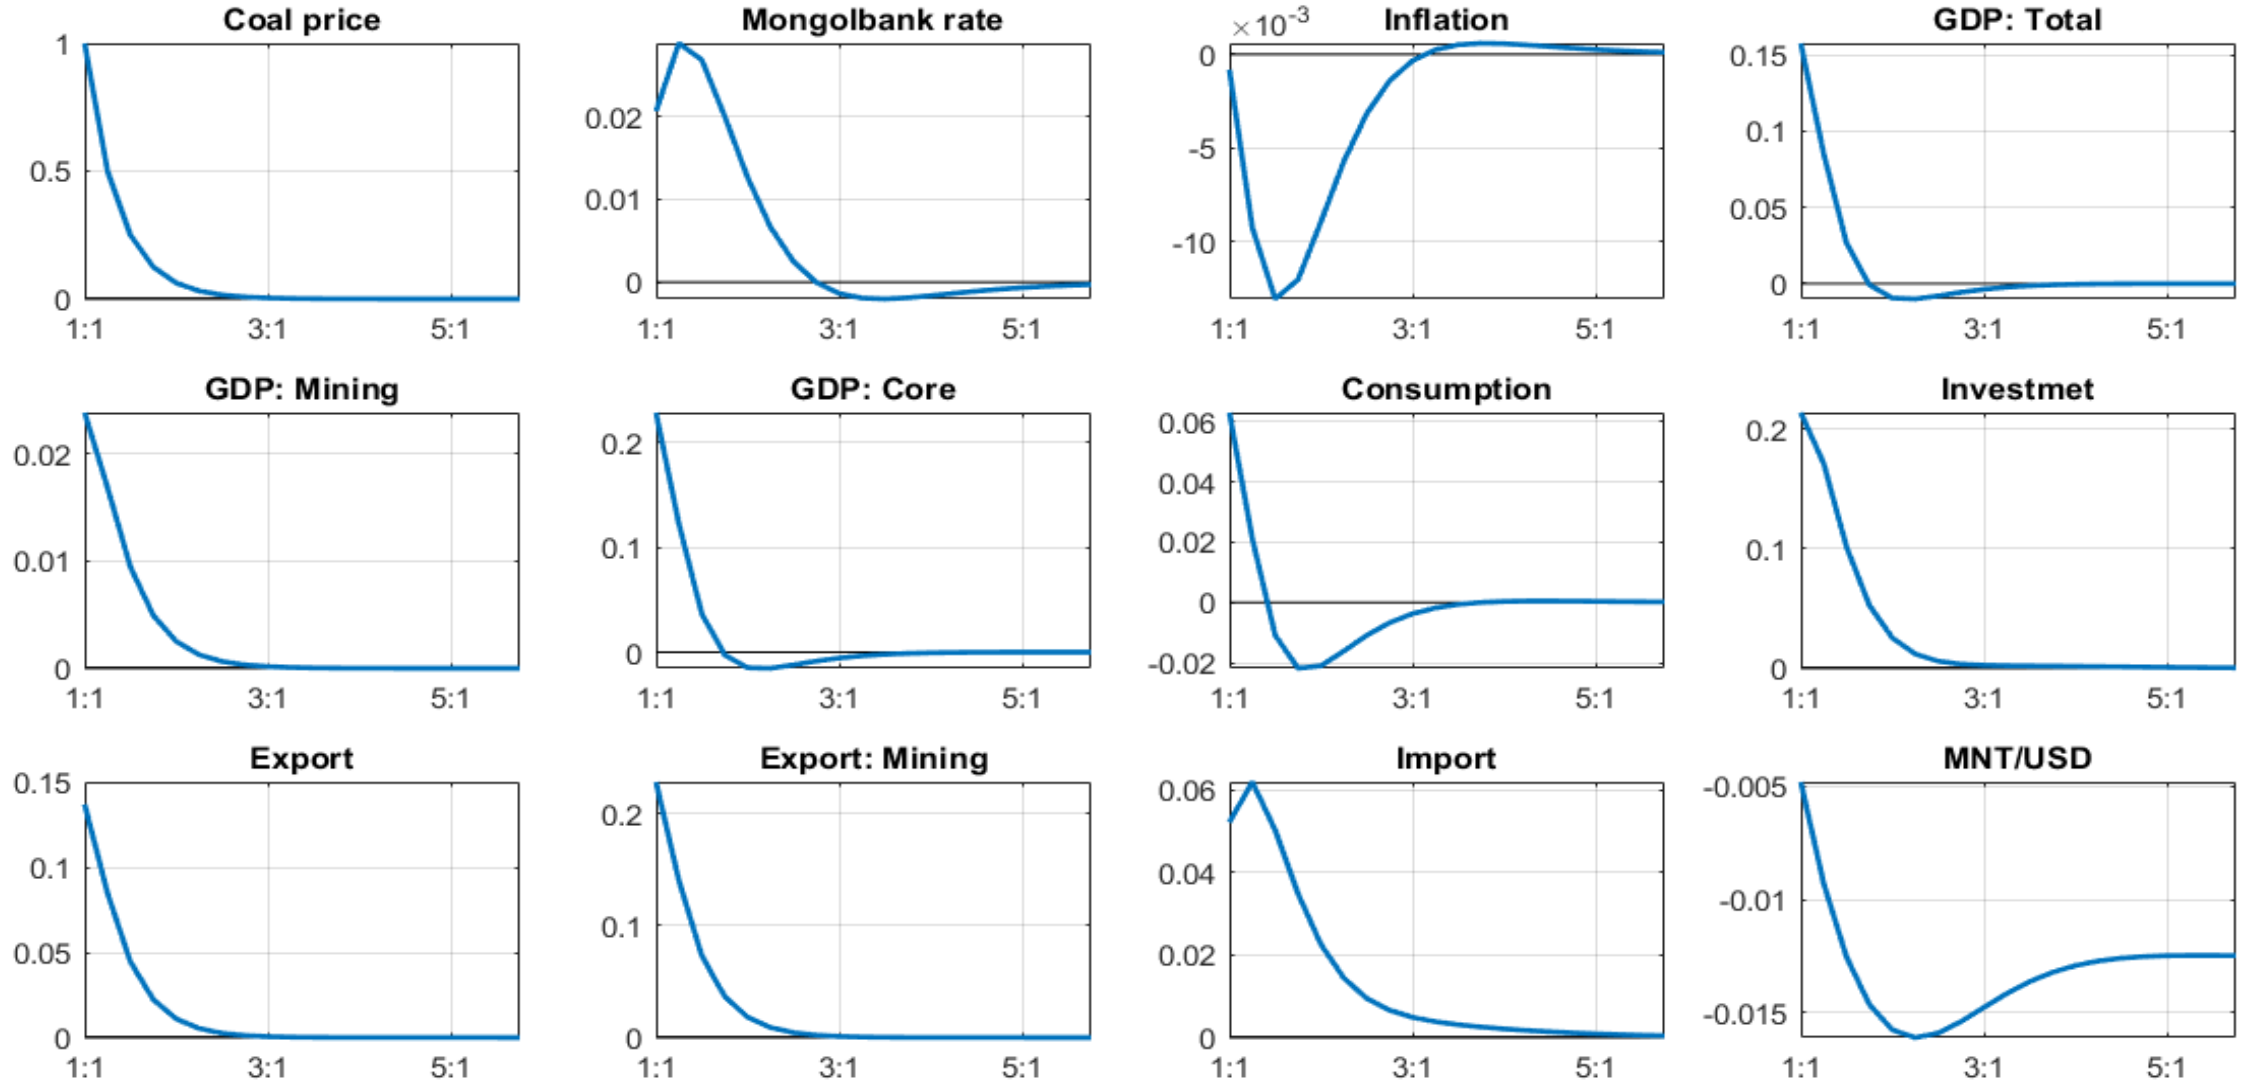 Coal price
1
0.5
0
1:1 3:1 5:1
Mongolbank rate
0.02
0.01
0
1:1 3:1 5:1
Inflation
×10-3
0
-5
-10
1:1 3:1 5:1
GDP: Total
0.15
0.1
0.05
0
1:1 3:1 5:1
GDP: Mining
0.02
0.01
0
1:1 3:1 5:1
GDP: Core
0.2
0.1
0
1:1 3:1 5:1
Consumption
0.06
0.04
0.02
0
-0.02
1:1 3:1 5:1
Investmet
0.2
0.1
0
1:1 3:1 5:1
Export
0.15
0.1
0.05
0
1:1 3:1 5:1
Export: Mining
0.2
0.1
0
1:1 3:1 5:1
Import
0.06
0.04
0.02
0
1:1 3:1 5:1
MNT/USD
-0.005
-0.01
-0.015
1:1 3:1 5:1